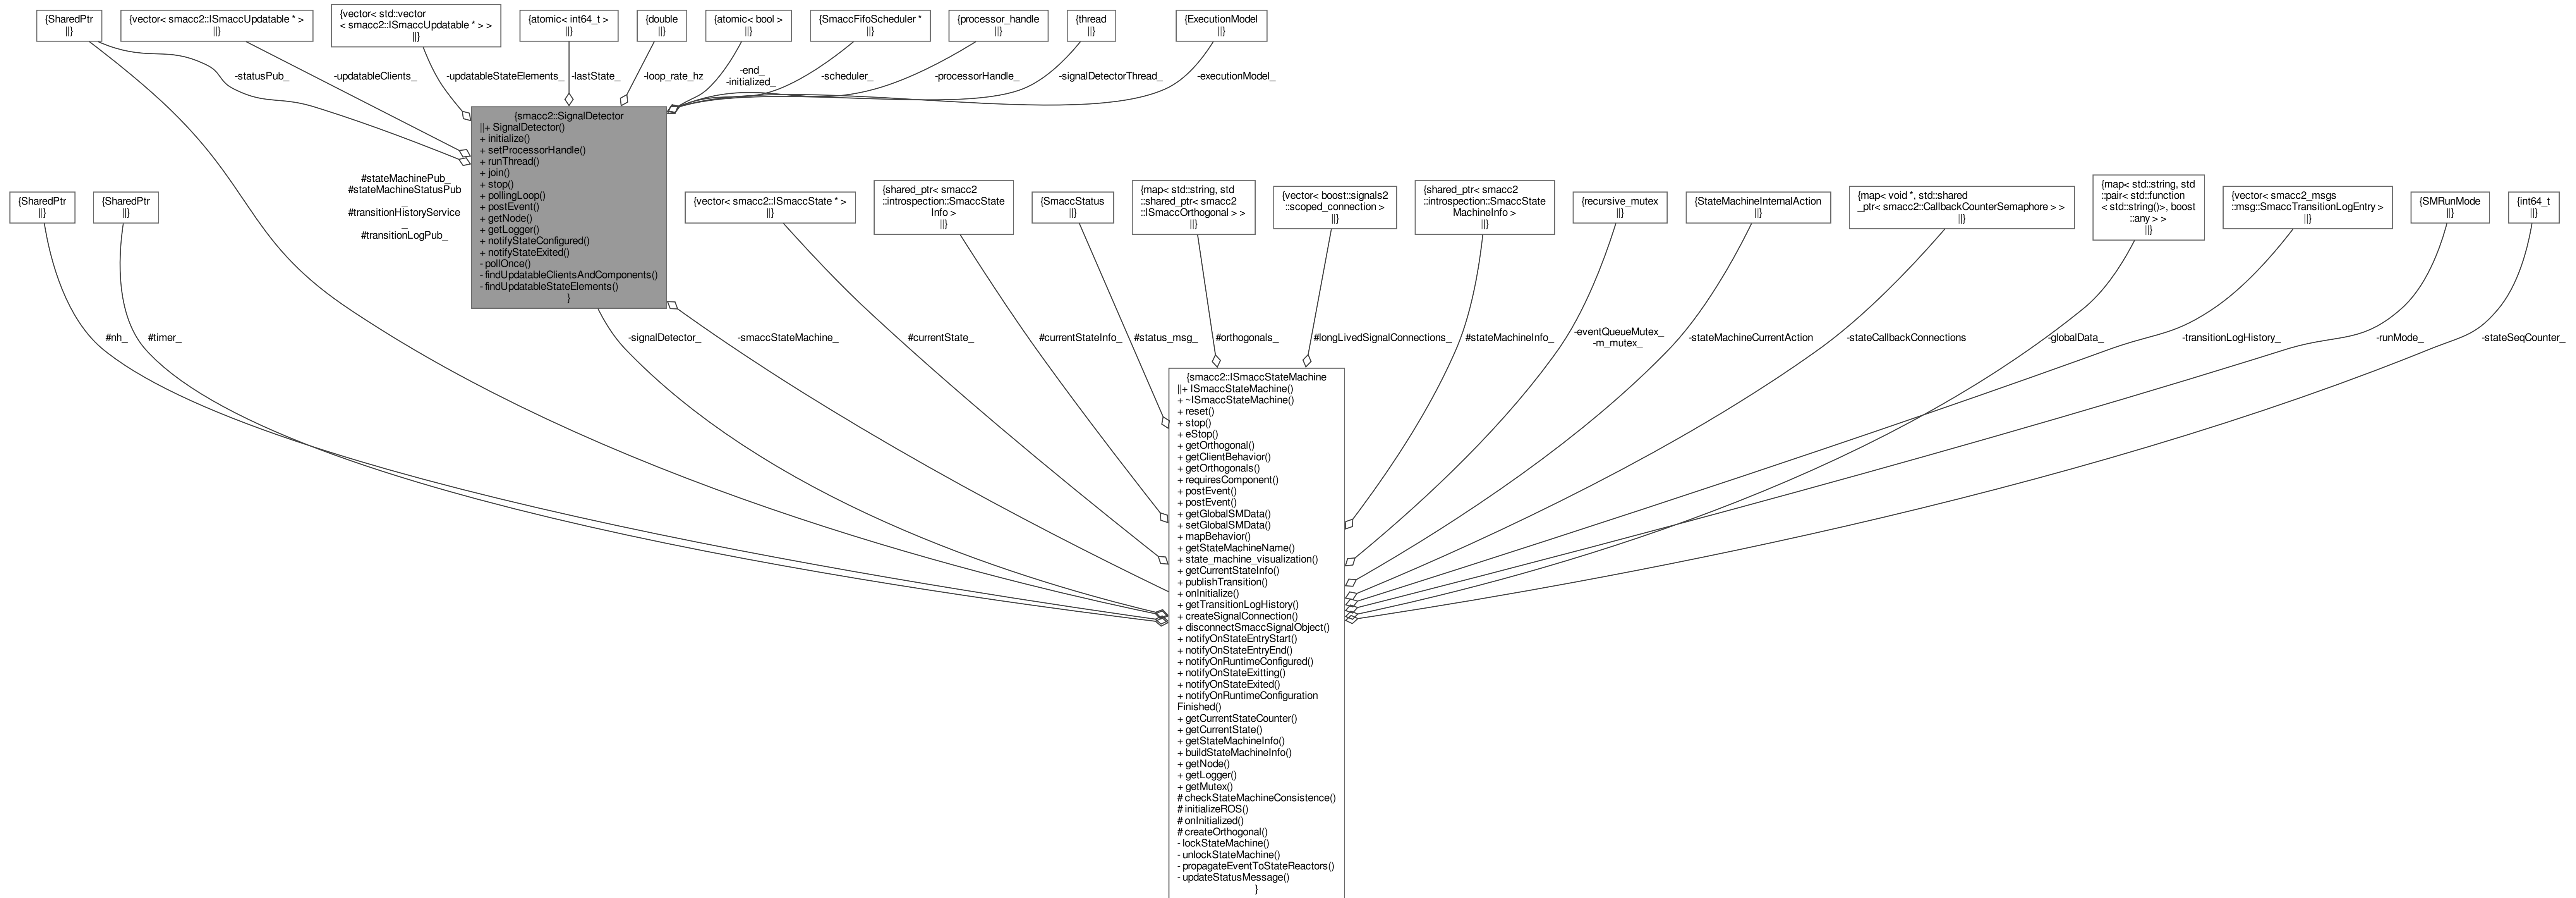 {SharedPtr
||}
{vector< smacc2::ISmaccUpdatable * >
||}
{vector< std::vector
< smacc2::ISmaccUpdatable * > >
||}
{atomic< int64_t >
||}
{double
||}
{atomic< bool >
||}
{SmaccFifoScheduler *
||}
{processor_handle
||}
{thread
||}
{ExecutionModel
||}
-statusPub_
-updatableClients_
-updatableStateElements_
-lastState_
-loop_rate_hz
-end_
-initialized_
-scheduler_
-processorHandle_
-signalDetectorThread_
-executionModel_
{smacc2::SignalDetector
||+ SignalDetector()
+ initialize()
+ setProcessorHandle()
+ runThread()
+ join()
+ stop()
+ pollingLoop()
+ postEvent()
+ getNode()
+ getLogger()
+ notifyStateConfigured()
+ notifyStateExited()
- pollOnce()
- findUpdatableClientsAndComponents()
- findUpdatableStateElements()
}
#stateMachinePub_
#stateMachineStatusPub
_
#transitionHistoryService
_
#transitionLogPub_
{SharedPtr
||}
{SharedPtr
||}
{vector< smacc2::ISmaccState * >
||}
{shared_ptr< smacc2
::introspection::SmaccState
Info >
||}
{SmaccStatus
||}
{map< std::string, std
::shared_ptr< smacc2
::ISmaccOrthogonal > >
||}
{vector< boost::signals2
::scoped_connection >
||}
{shared_ptr< smacc2
::introspection::SmaccState
MachineInfo >
||}
{recursive_mutex
||}
{StateMachineInternalAction
||}
{map< void *, std::shared
_ptr< smacc2::CallbackCounterSemaphore > >
||}
{map< std::string, std
::pair< std::function
< std::string()>, boost
::any > >
||}
{vector< smacc2_msgs
::msg::SmaccTransitionLogEntry >
||}
{SMRunMode
||}
{int64_t
||}
#nh_
#timer_
-signalDetector_
-smaccStateMachine_
#currentState_
#currentStateInfo_
#status_msg_
#orthogonals_
#longLivedSignalConnections_
#stateMachineInfo_
-eventQueueMutex_
-m_mutex_
-stateMachineCurrentAction
-stateCallbackConnections
-globalData_
-transitionLogHistory_
-runMode_
-stateSeqCounter_
{smacc2::ISmaccStateMachine
||+ ISmaccStateMachine()
+ ~ISmaccStateMachine()
+ reset()
+ stop()
+ eStop()
+ getOrthogonal()
+ getClientBehavior()
+ getOrthogonals()
+ requiresComponent()
+ postEvent()
+ postEvent()
+ getGlobalSMData()
+ setGlobalSMData()
+ mapBehavior()
+ getStateMachineName()
+ state_machine_visualization()
+ getCurrentStateInfo()
+ publishTransition()
+ onInitialize()
+ getTransitionLogHistory()
+ createSignalConnection()
+ disconnectSmaccSignalObject()
+ notifyOnStateEntryStart()
+ notifyOnStateEntryEnd()
+ notifyOnRuntimeConfigured()
+ notifyOnStateExitting()
+ notifyOnStateExited()
+ notifyOnRuntimeConfiguration
Finished()
+ getCurrentStateCounter()
+ getCurrentState()
+ getStateMachineInfo()
+ buildStateMachineInfo()
+ getNode()
+ getLogger()
+ getMutex()
# checkStateMachineConsistence()
# initializeROS()
# onInitialized()
# createOrthogonal()
- lockStateMachine()
- unlockStateMachine()
- propagateEventToStateReactors()
- updateStatusMessage()
}